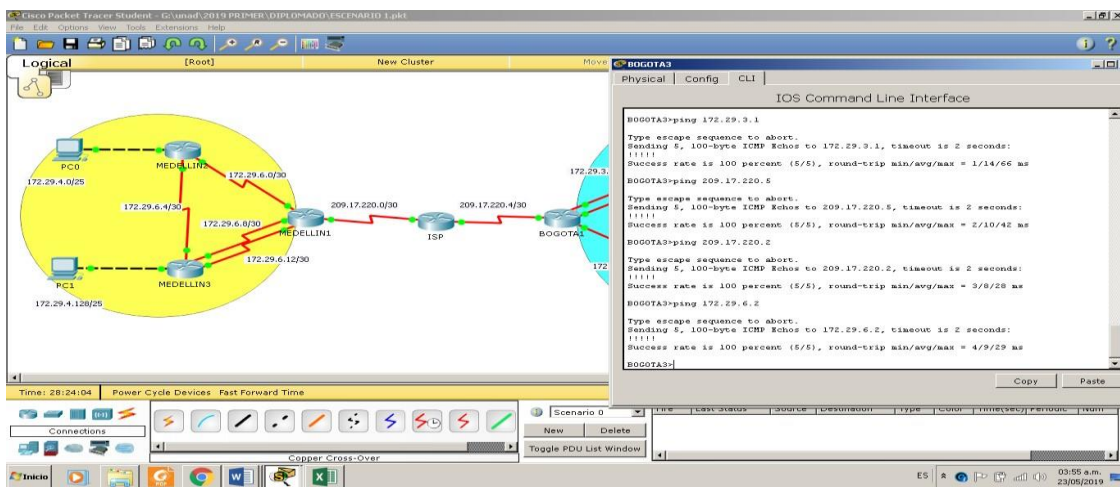 Cisco Packet Tracer Student - G:\unad\2019 PRIMER\DIPLOMADO\ESCENARIO 1.pkt
File Edit Options View Tools Extensions Help
Logical
[Root]
New Cluster
Move
PC0
172.29.4.0/25
MEDELLIN2
172.29.6.0/30
172.29.6.4/30
172.29.6.8/30
MEDELLIN1
172.29.6.12/30
PC1
172.29.4.128/25
MEDELLIN3
209.17.220.0/30
ISP
209.17.220.4/30
BOGOTA1
172.29.3.
172
BOGOTA3
Physical Config CLI
IOS Command Line Interface
BOGOTA3>ping 172.29.3.1
Type escape sequence to abort.
Sending 5, 100-byte ICMP Echos to 172.29.3.1, timeout is 2 seconds:
!!!!!
Success rate is 100 percent (5/5), round-trip min/avg/max = 1/14/66 ms
BOGOTA3>ping 209.17.220.5
Type escape sequence to abort.
Sending 5, 100-byte ICMP Echos to 209.17.220.5, timeout is 2 seconds:
!!!!!
Success rate is 100 percent (5/5), round-trip min/avg/max = 2/10/42 ms
BOGOTA3>ping 209.17.220.2
Type escape sequence to abort.
Sending 5, 100-byte ICMP Echos to 209.17.220.2, timeout is 2 seconds:
!!!!!
Success rate is 100 percent (5/5), round-trip min/avg/max = 3/8/28 ms
BOGOTA3>ping 172.29.6.2
Type escape sequence to abort.
Sending 5, 100-byte ICMP Echos to 172.29.6.2, timeout is 2 seconds:
!!!!!
Success rate is 100 percent (5/5), round-trip min/avg/max = 4/9/29 ms
BOGOTA3>
Copy Paste
Time: 28:24:04 Power Cycle Devices Fast Forward Time
Connections
Copper Cross-Over
Scenario 0
New Delete
Toggle PDU List Window
Fire Last Status Source Destination Type Color Time(sec) Periodic Num
Inicio
ES
03:55 a.m.
23/05/2019